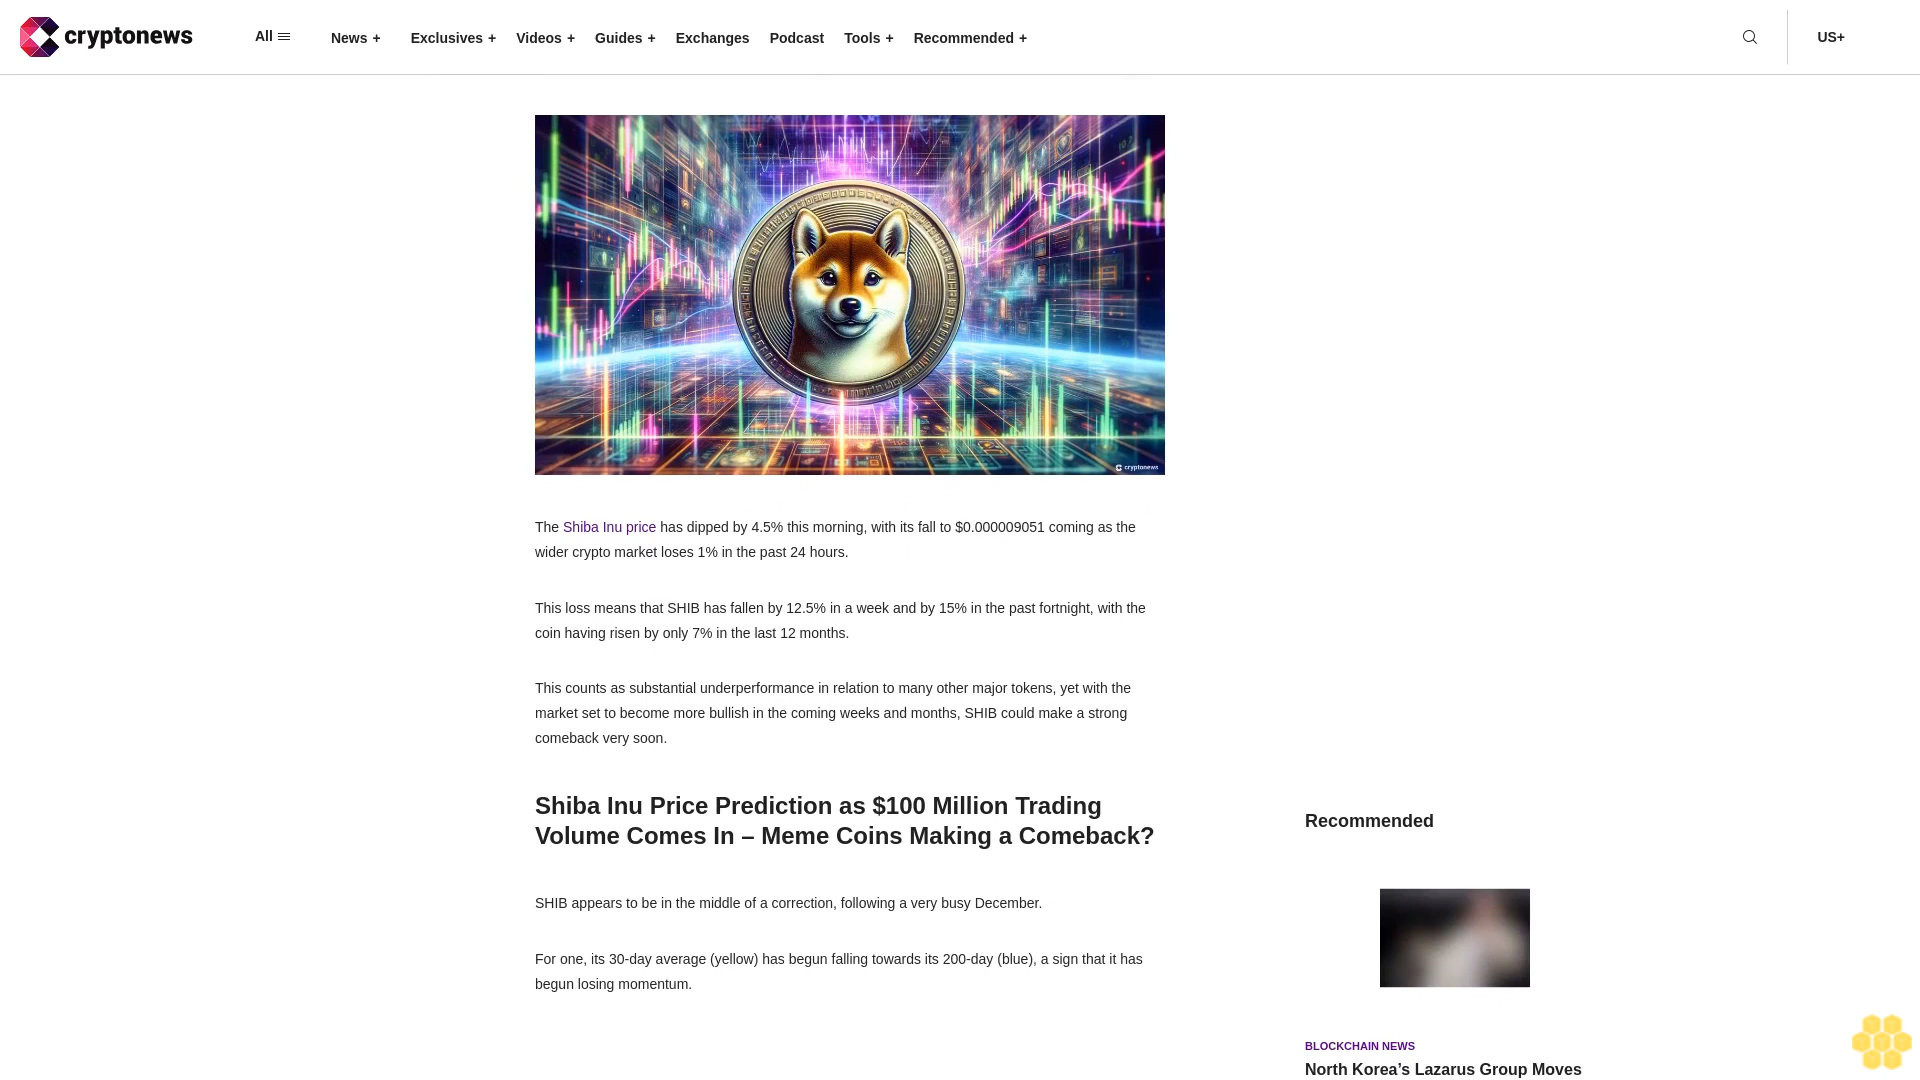 cryptonews
All
News +
Exclusives +
Videos +
Guides +
Exchanges
Podcast
Tools +
Recommended +
US+
cryptonews
The Shiba Inu price has dipped by 4.5% this morning, with its fall to $0.000009051 coming as the
wider crypto market loses 1% in the past 24 hours.
This loss means that SHIB has fallen by 12.5% in a week and by 15% in the past fortnight, with the
coin having risen by only 7% in the last 12 months.
This counts as substantial underperformance in relation to many other major tokens, yet with the
market set to become more bullish in the coming weeks and months, SHIB could make a strong
comeback very soon.
Shiba Inu Price Prediction as $100 Million Trading
Volume Comes In – Meme Coins Making a Comeback?
SHIB appears to be in the middle of a correction, following a very busy December.
For one, its 30-day average (yellow) has begun falling towards its 200-day (blue), a sign that it has
begun losing momentum.
Recommended
BLOCKCHAIN NEWS
North Korea’s Lazarus Group Moves